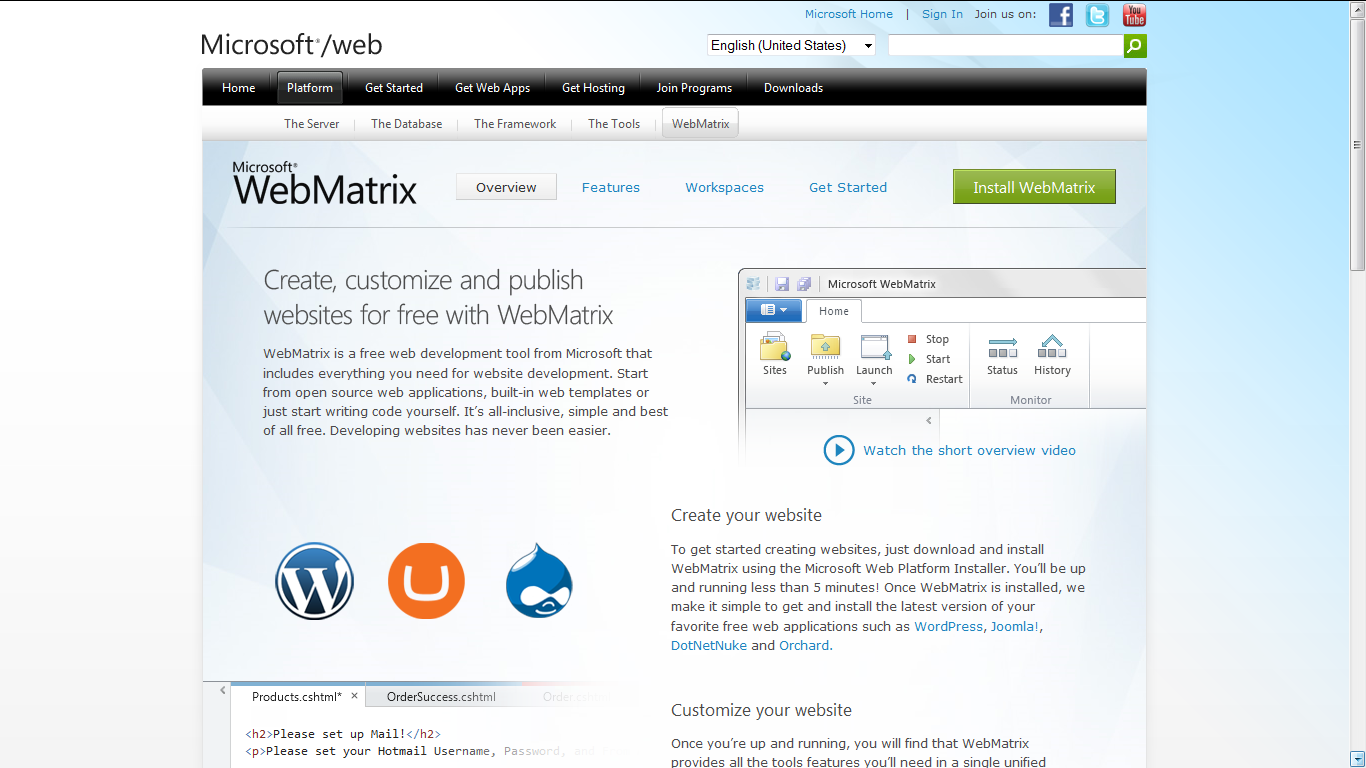 Microsoft Home | Sign In Join us on:
You Tube
Microsoft®/web
English (United States)
Home Platform Get Started Get Web Apps Get Hosting Join Programs Downloads
The Server The Database The Framework The Tools WebMatrix
Microsoft®
WebMatrix
Overview Features Workspaces Get Started Install WebMatrix
Create, customize and publish
websites for free with WebMatrix
WebMatrix is a free web development tool from Microsoft that
includes everything you need for website development. Start
from open source web applications, built-in web templates or
just start writing code yourself. It’s all-inclusive, simple and best
of all free. Developing websites has never been easier.
Microsoft WebMatrix
Home
Sites Publish Launch Stop Start Restart Status History
Site Monitor
Watch the short overview video
Create your website
To get started creating websites, just download and install
WebMatrix using the Microsoft Web Platform Installer. You’ll be up
and running less than 5 minutes! Once WebMatrix is installed, we
make it simple to get and install the latest version of your
favorite free web applications such as WordPress, Joomla!,
DotNetNuke and Orchard.
Products.cshtml* × OrderSuccess.cshtml
<h2>Please set up Mail!</h2>
<p>Please set your Hotmail Username, Password, and
Customize your website
Once you’re up and running, you will find that WebMatrix
provides all the tools features you’ll need in a single unified